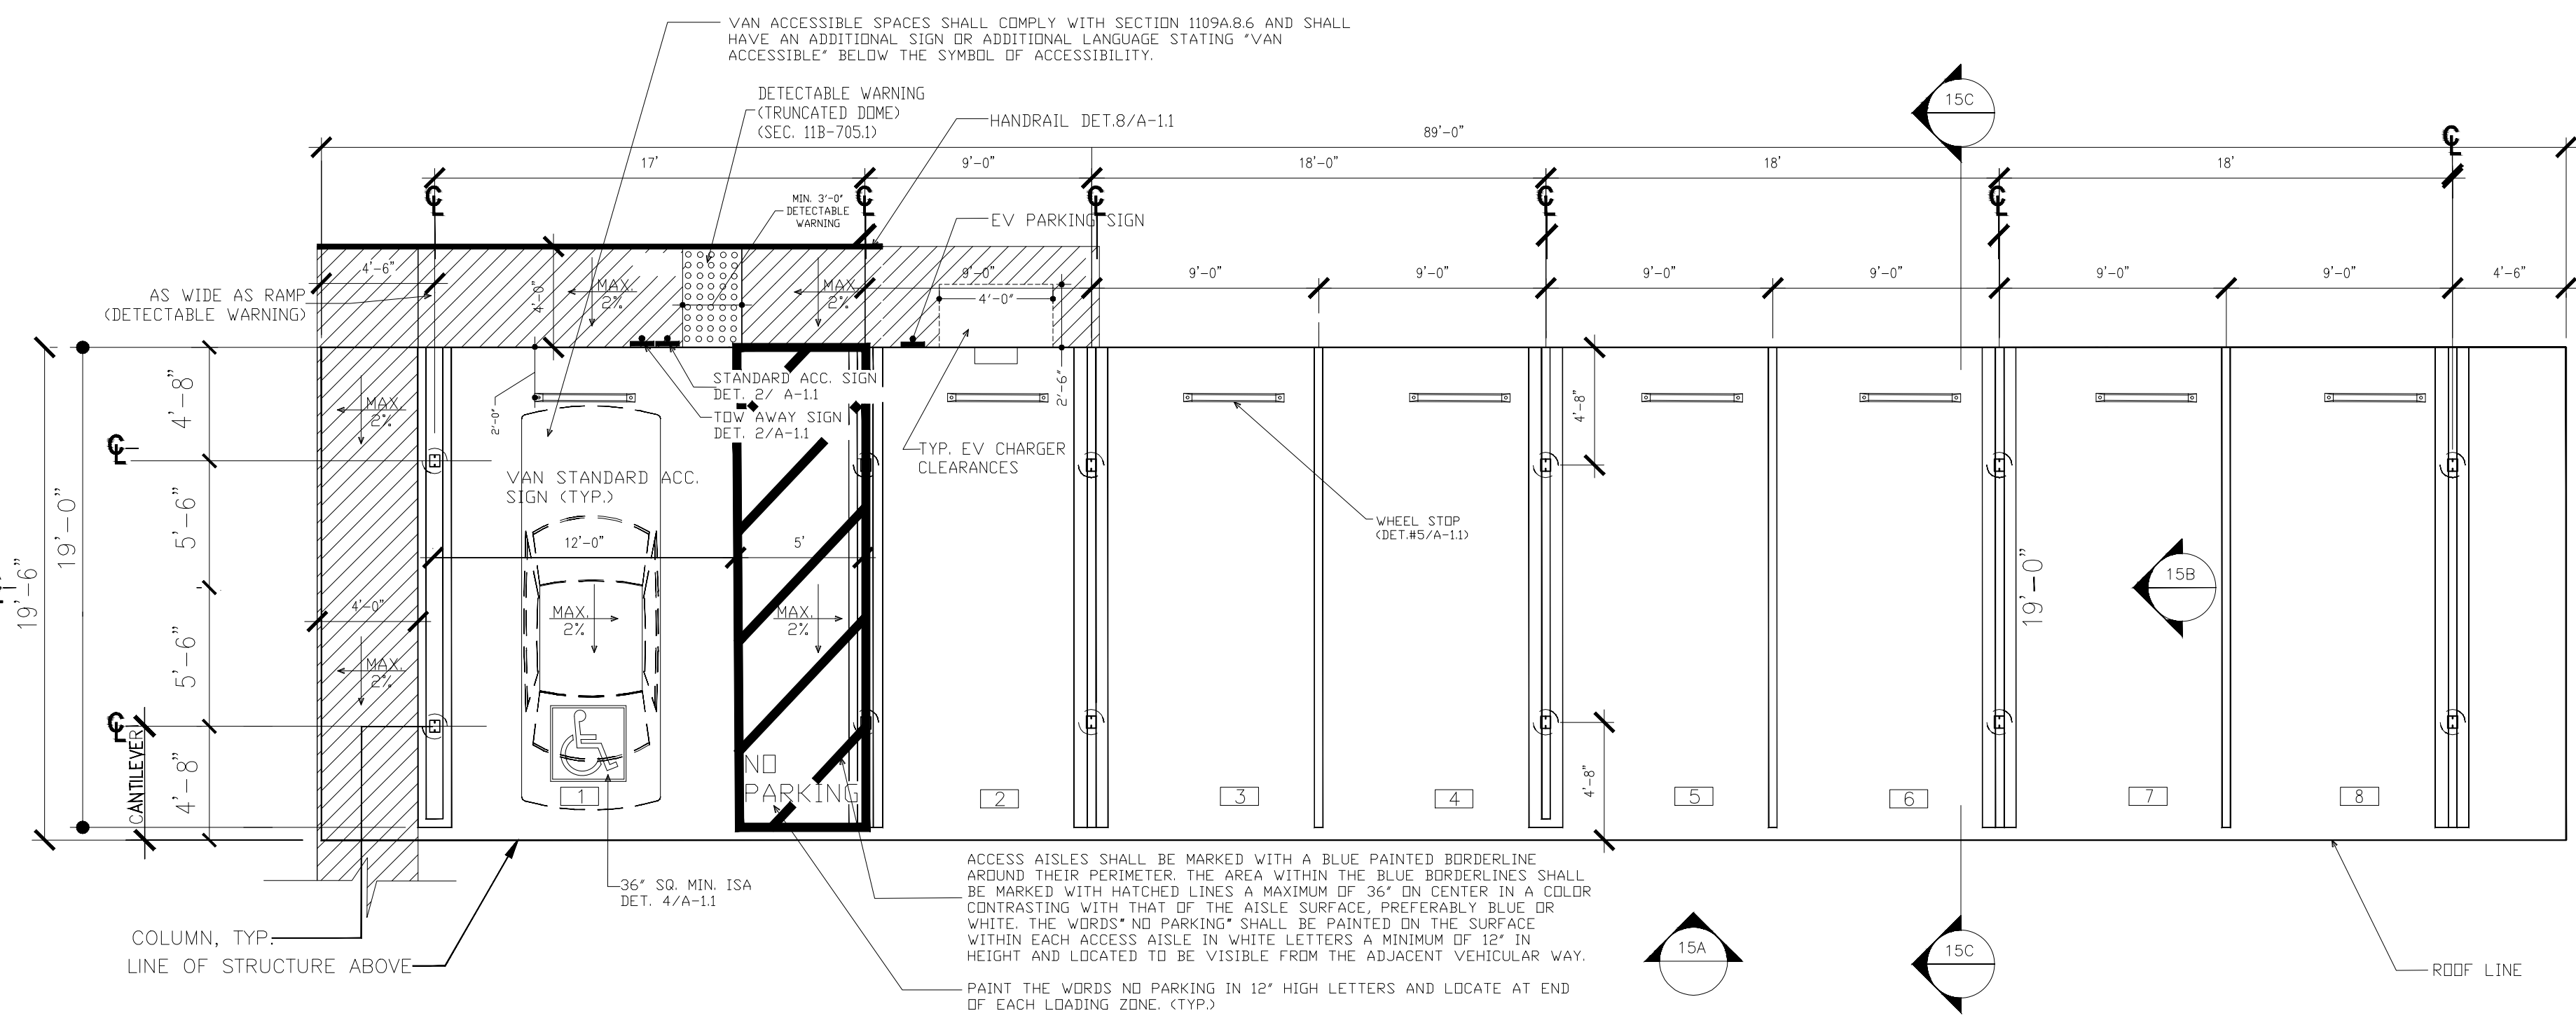 VAN ACCESSIBLE SPACES SHALL COMPLY WITH SECTION 1109A.8.6 AND SHALL
HAVE AN ADDITIONAL SIGN OR ADDITIONAL LANGUAGE STATING "VAN
ACCESSIBLE" BELOW THE SYMBOL OF ACCESSIBILITY.
DETECTABLE WARNING
(TRUNCATED DOME)
(SEC. 11B-705.1)
HANDRAIL DET.8/A-1.1
15C
89'-0"
17'
9'-0"
18'-0"
18'
18'
MIN. 3'-0"
DETECTABLE
WARNING
EV PARKING SIGN
4'-6"
9'-0"
9'-0"
9'-0"
9'-0"
9'-0"
9'-0"
9'-0"
4'-6"
AS WIDE AS RAMP
(DETECTABLE WARNING)
4'-0"
MAX.
2%
MAX.
2%
4'-0"
STANDARD ACC. SIGN
DET. 2/ A-1.1
TOW AWAY SIGN
DET. 2/A-1.1
2'-0"
2'-6"
MAX.
2%
4'-8"
4'-8"
TYP. EV CHARGER
CLEARANCES
VAN STANDARD ACC.
SIGN (TYP.)
WHEEL STOP
(DET.#5/A-1.1)
19'-6"
19'-0"
5'-6"
12'-0"
5'
19'-0"
15B
4'-0"
MAX.
2%
MAX.
2%
5'-6"
MAX.
2%
CANTILEVER
4'-8"
4'-8"
NO
PARKING
1
2
3
4
5
6
7
8
36" SQ. MIN. ISA
DET. 4/A-1.1
ACCESS AISLES SHALL BE MARKED WITH A BLUE PAINTED BORDERLINE
AROUND THEIR PERIMETER. THE AREA WITHIN THE BLUE BORDERLINES SHALL
BE MARKED WITH HATCHED LINES A MAXIMUM OF 36" ON CENTER IN A COLOR
CONTRASTING WITH THAT OF THE AISLE SURFACE, PREFERABLY BLUE OR
WHITE. THE WORDS" NO PARKING" SHALL BE PAINTED ON THE SURFACE
WITHIN EACH ACCESS AISLE IN WHITE LETTERS A MINIMUM OF 12" IN
HEIGHT AND LOCATED TO BE VISIBLE FROM THE ADJACENT VEHICULAR WAY.
PAINT THE WORDS NO PARKING IN 12" HIGH LETTERS AND LOCATE AT END
OF EACH LOADING ZONE. (TYP.)
COLUMN, TYP.
LINE OF STRUCTURE ABOVE
15A
15C
ROOF LINE